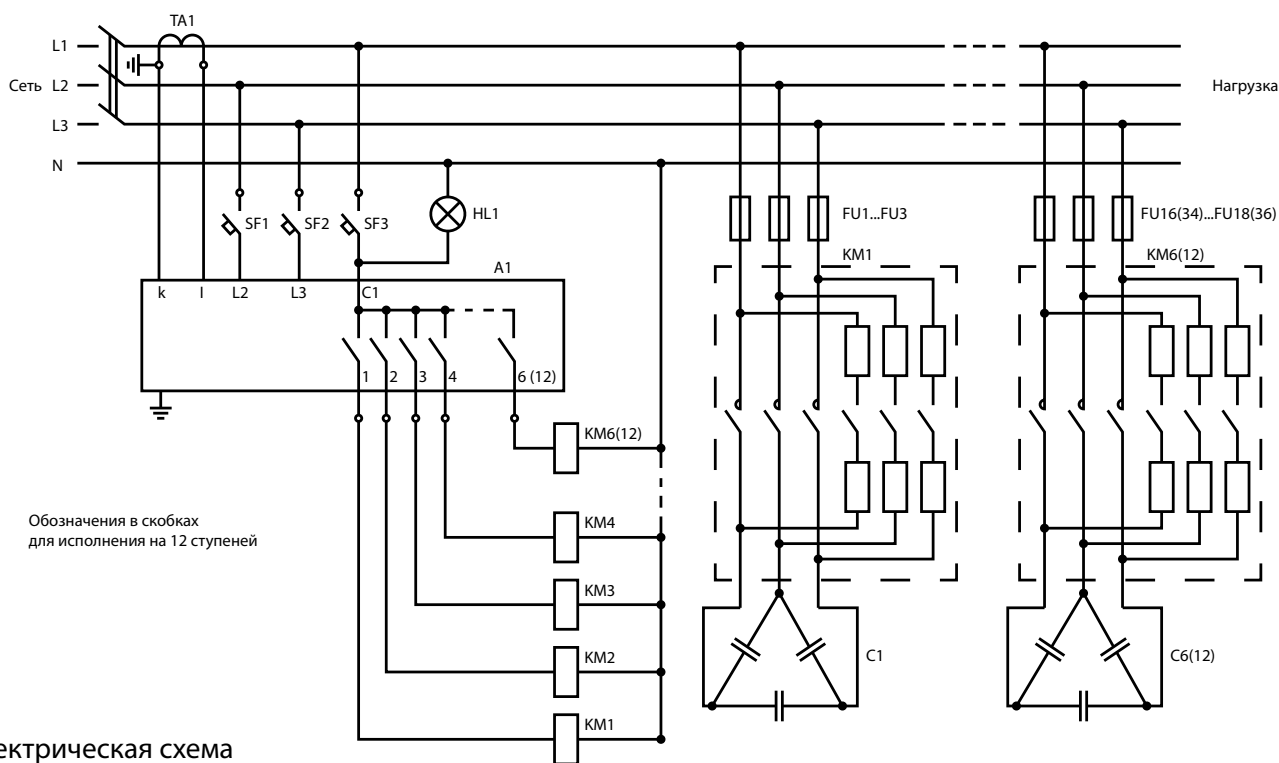 TA1
L1
Сеть L2
Нагрузка
L3
N
SF1
SF2
SF3
HL1
FU1...FU3
FU16(34)...FU18(36)
KM1
KM6(12)
A1
k
l
L2
L3
C1
1
2
3
4
6 (12)
KM6(12)
Обозначения в скобках
для исполнения на 12 ступеней
KM4
KM3
KM2
KM1
C1
C6(12)
ектрическая схема